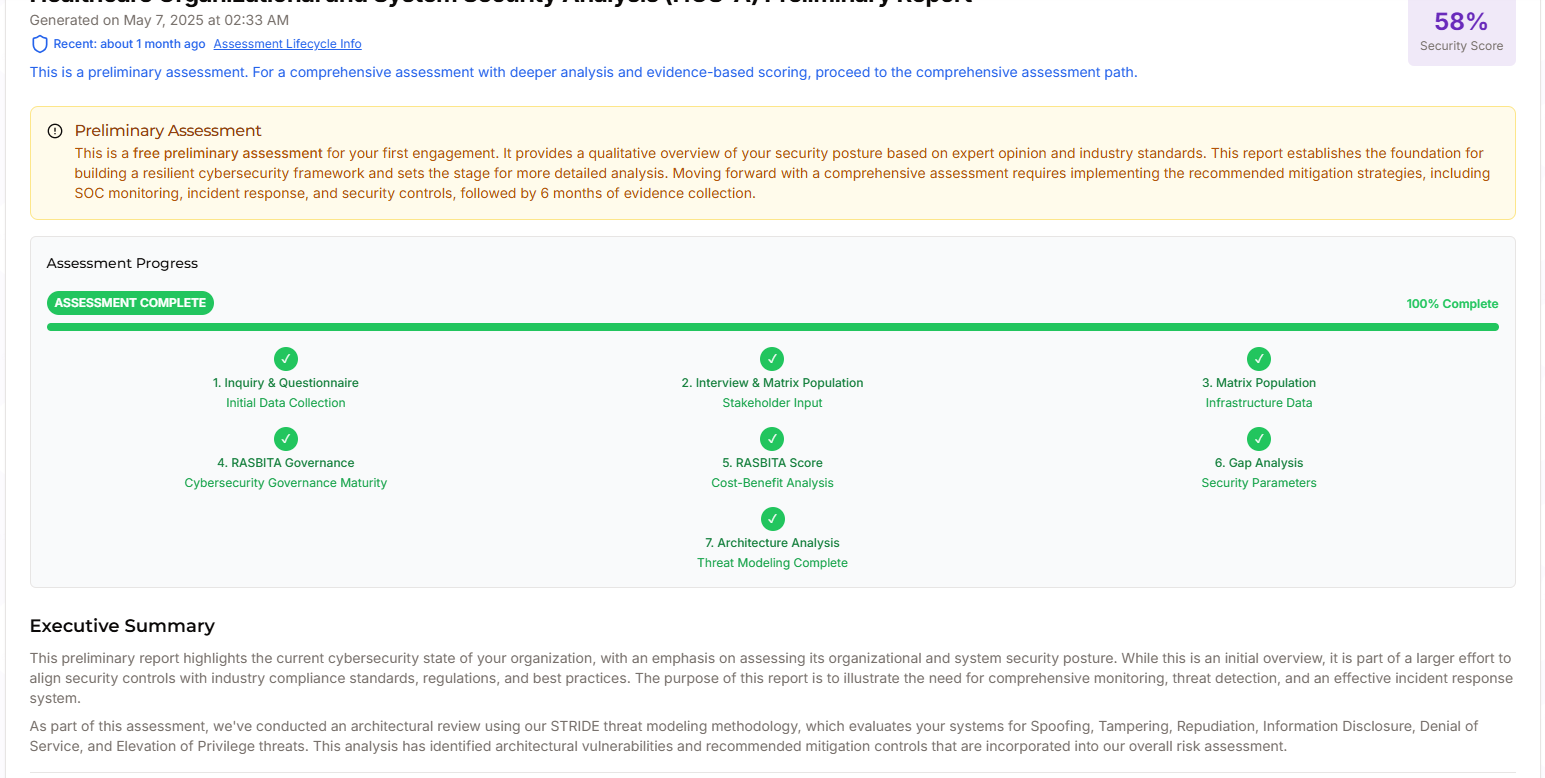 Healthcare Organizational and System Security Analysis (HOS-A) Preliminary Report
Generated on May 7, 2025 at 02:33 AM
58%
Security Score
Recent: about 1 month ago Assessment Lifecycle Info
This is a preliminary assessment. For a comprehensive assessment with deeper analysis and evidence-based scoring, proceed to the comprehensive assessment path.
Preliminary Assessment
This is a free preliminary assessment for your first engagement. It provides a qualitative overview of your security posture based on expert opinion and industry standards. This report establishes the foundation for
building a resilient cybersecurity framework and sets the stage for more detailed analysis. Moving forward with a comprehensive assessment requires implementing the recommended mitigation strategies, including
SOC monitoring, incident response, and security controls, followed by 6 months of evidence collection.
Assessment Progress
ASSESSMENT COMPLETE
100% Complete
1. Inquiry & Questionnaire
Initial Data Collection
2. Interview & Matrix Population
Stakeholder Input
3. Matrix Population
Infrastructure Data
4. RASBITA Governance
Cybersecurity Governance Maturity
5. RASBITA Score
Cost-Benefit Analysis
6. Gap Analysis
Security Parameters
7. Architecture Analysis
Threat Modeling Complete
Executive Summary
This preliminary report highlights the current cybersecurity state of your organization, with an emphasis on assessing its organizational and system security posture. While this is an initial overview, it is part of a larger effort to
align security controls with industry compliance standards, regulations, and best practices. The purpose of this report is to illustrate the need for comprehensive monitoring, threat detection, and an effective incident response
system.
As part of this assessment, we've conducted an architectural review using our STRIDE threat modeling methodology, which evaluates your systems for Spoofing, Tampering, Repudiation, Information Disclosure, Denial of
Service, and Elevation of Privilege threats. This analysis has identified architectural vulnerabilities and recommended mitigation controls that are incorporated into our overall risk assessment.